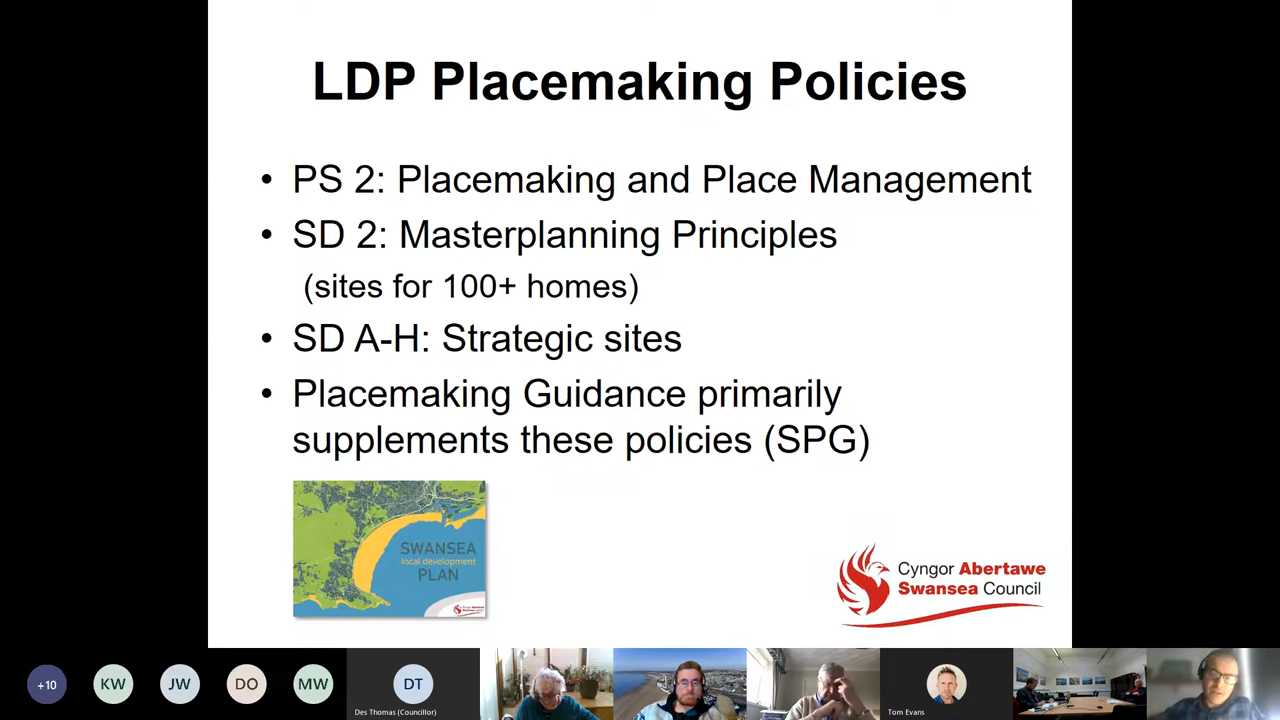 LDP Placemaking Policies
• PS 2: Placemaking and Place Management
• SD 2: Masterplanning Principles
(sites for 100+ homes)
• SD A-H: Strategic sites
• Placemaking Guidance primarily
supplements these policies (SPG)
SWANSEA
local development
PLAN
Cyngor Abertawe
Swansea Council
+10
KW
JW
DO
MW
DT
Des Thomas (Councillor)
Tom Evans